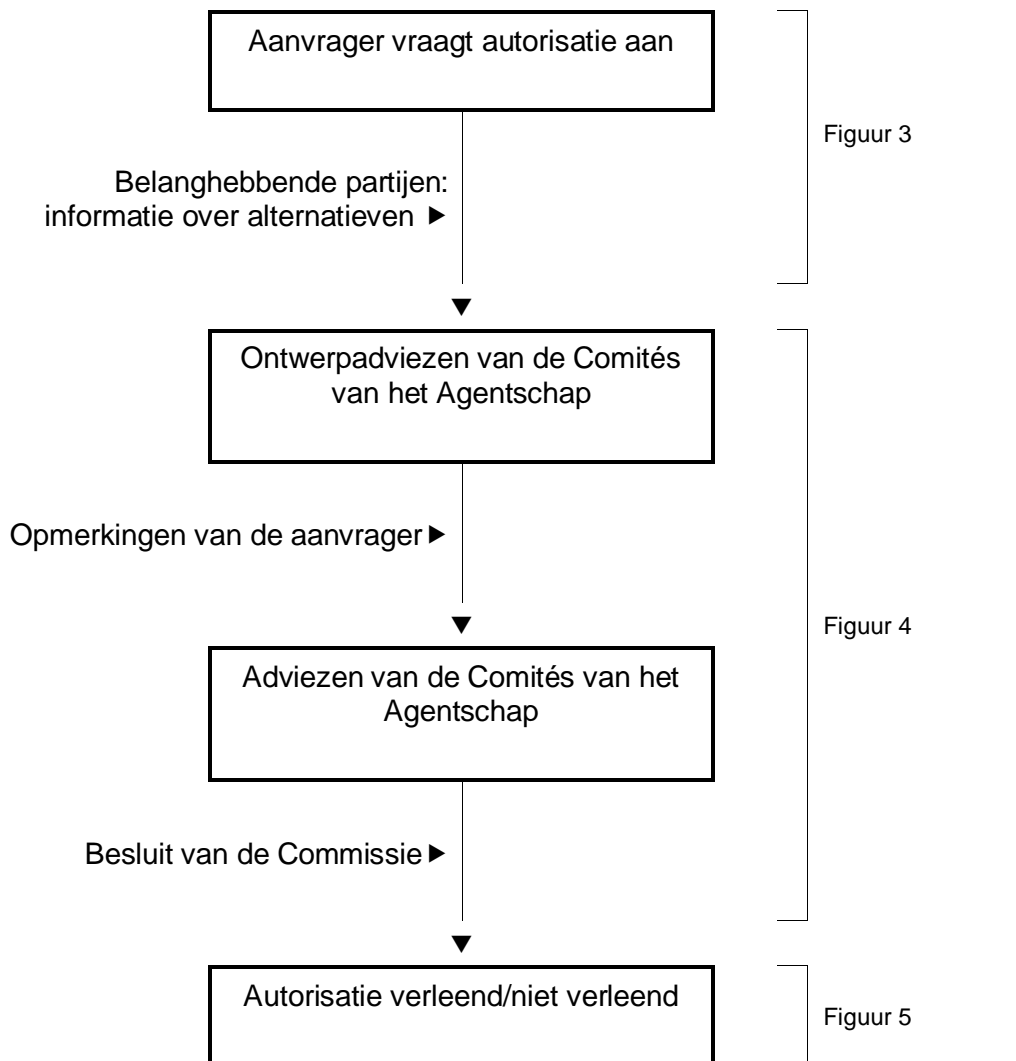 Aanvrager vraagt autorisatie aan
Figuur 3
Belanghebbende partijen:
informatie over alternatieven
Ontwerpadviezen van de Comités
van het Agentschap
Opmerkingen van de aanvrager
Figuur 4
Adviezen van de Comités van het
Agentschap
Besluit van de Commissie
Autorisatie verleend/niet verleend
Figuur 5